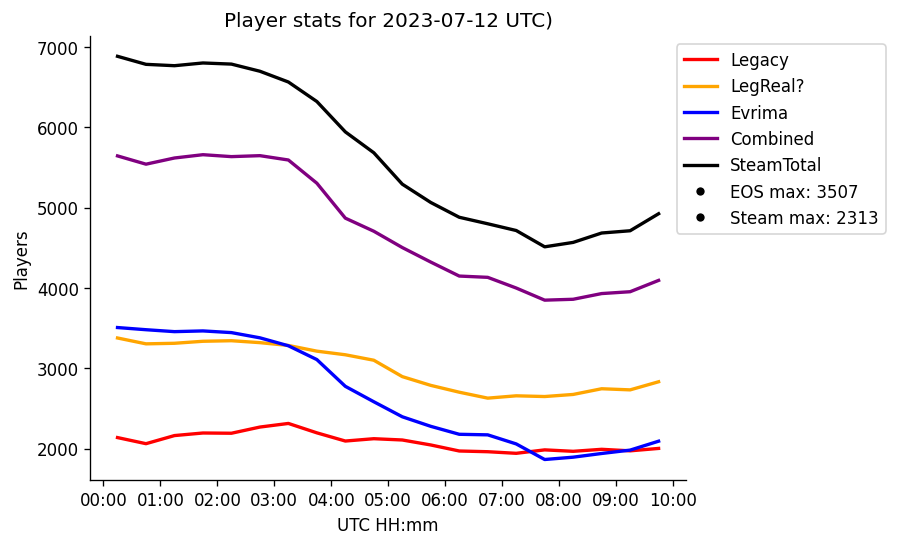 Player stats for 2023-07-12 UTC)
7000
6000
5000
4000
3000
2000
Players
00:00 01:00 02:00 03:00 04:00 05:00 06:00 07:00 08:00 09:00 10:00
UTC HH:mm
Legacy
LegReal?
Evrima
Combined
SteamTotal
EOS max: 3507
Steam max: 2313